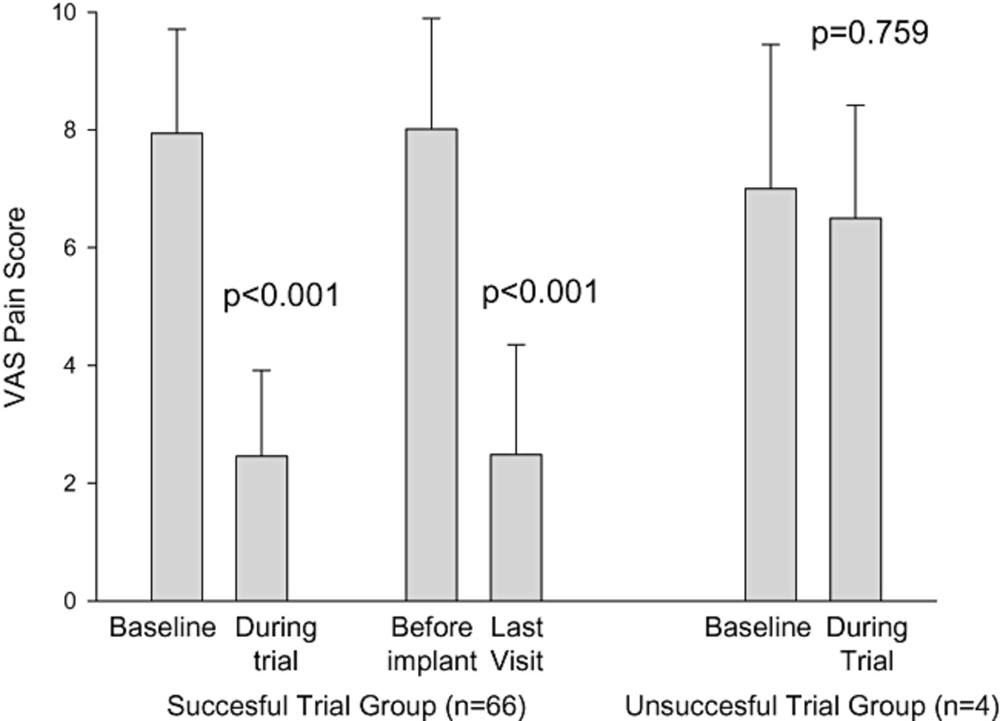 10
8
6
4
2
0
VAS Pain Score
p<0.001
p<0.001
p=0.759
Baseline
During
trial
Before
implant
Last
Visit
Baseline
During
Trial
Succesful Trial Group (n=66)
Unsuccesful Trial Group (n=4)